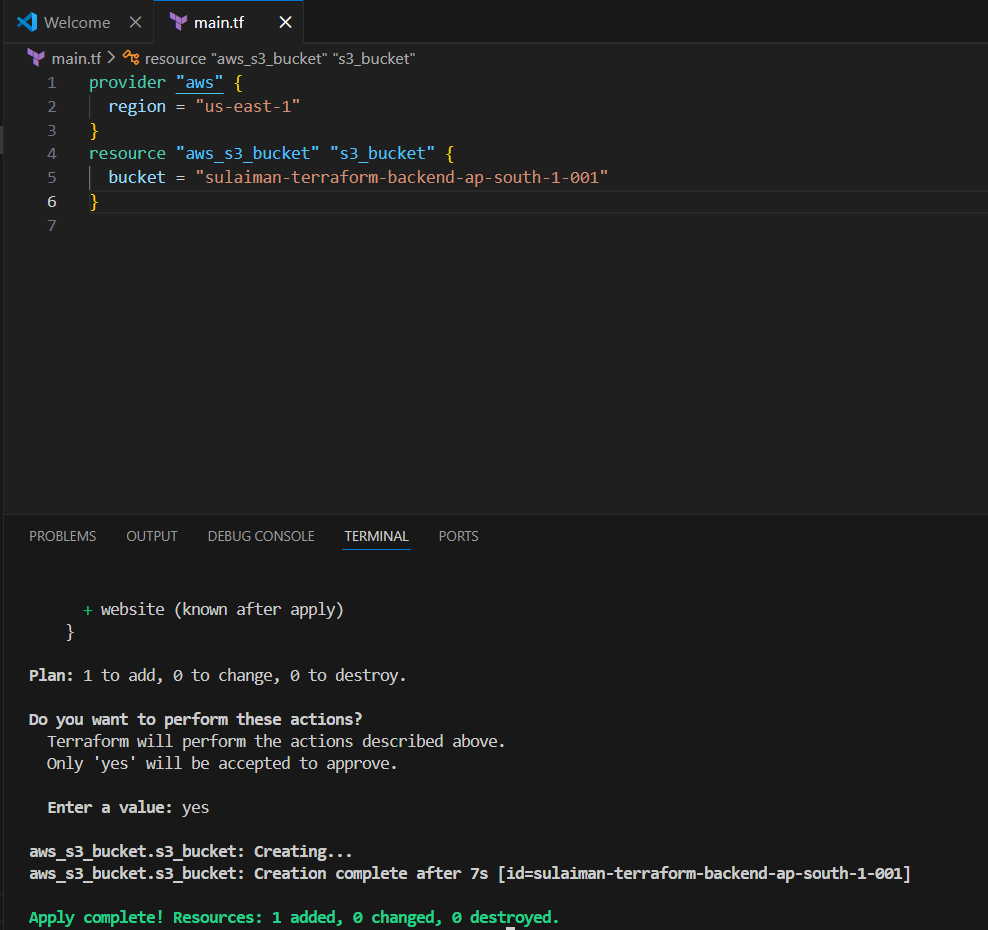 Welcome main.tf
main.tf > resource "aws_s3_bucket" "s3_bucket"
1 provider "aws" {
2 region = "us-east-1"
3 }
4 resource "aws_s3_bucket" "s3_bucket" {
5 bucket = "sulaiman-terraform-backend-ap-south-1-001"
6 }
7
PROBLEMS OUTPUT DEBUG CONSOLE TERMINAL PORTS
+ website (known after apply)
}
Plan: 1 to add, 0 to change, 0 to destroy.
Do you want to perform these actions?
Terraform will perform the actions described above.
Only 'yes' will be accepted to approve.
Enter a value: yes
aws_s3_bucket.s3_bucket: Creating...
aws_s3_bucket.s3_bucket: Creation complete after 7s [id=sulaiman-terraform-backend-ap-south-1-001]
Apply complete! Resources: 1 added, 0 changed, 0 destroyed.